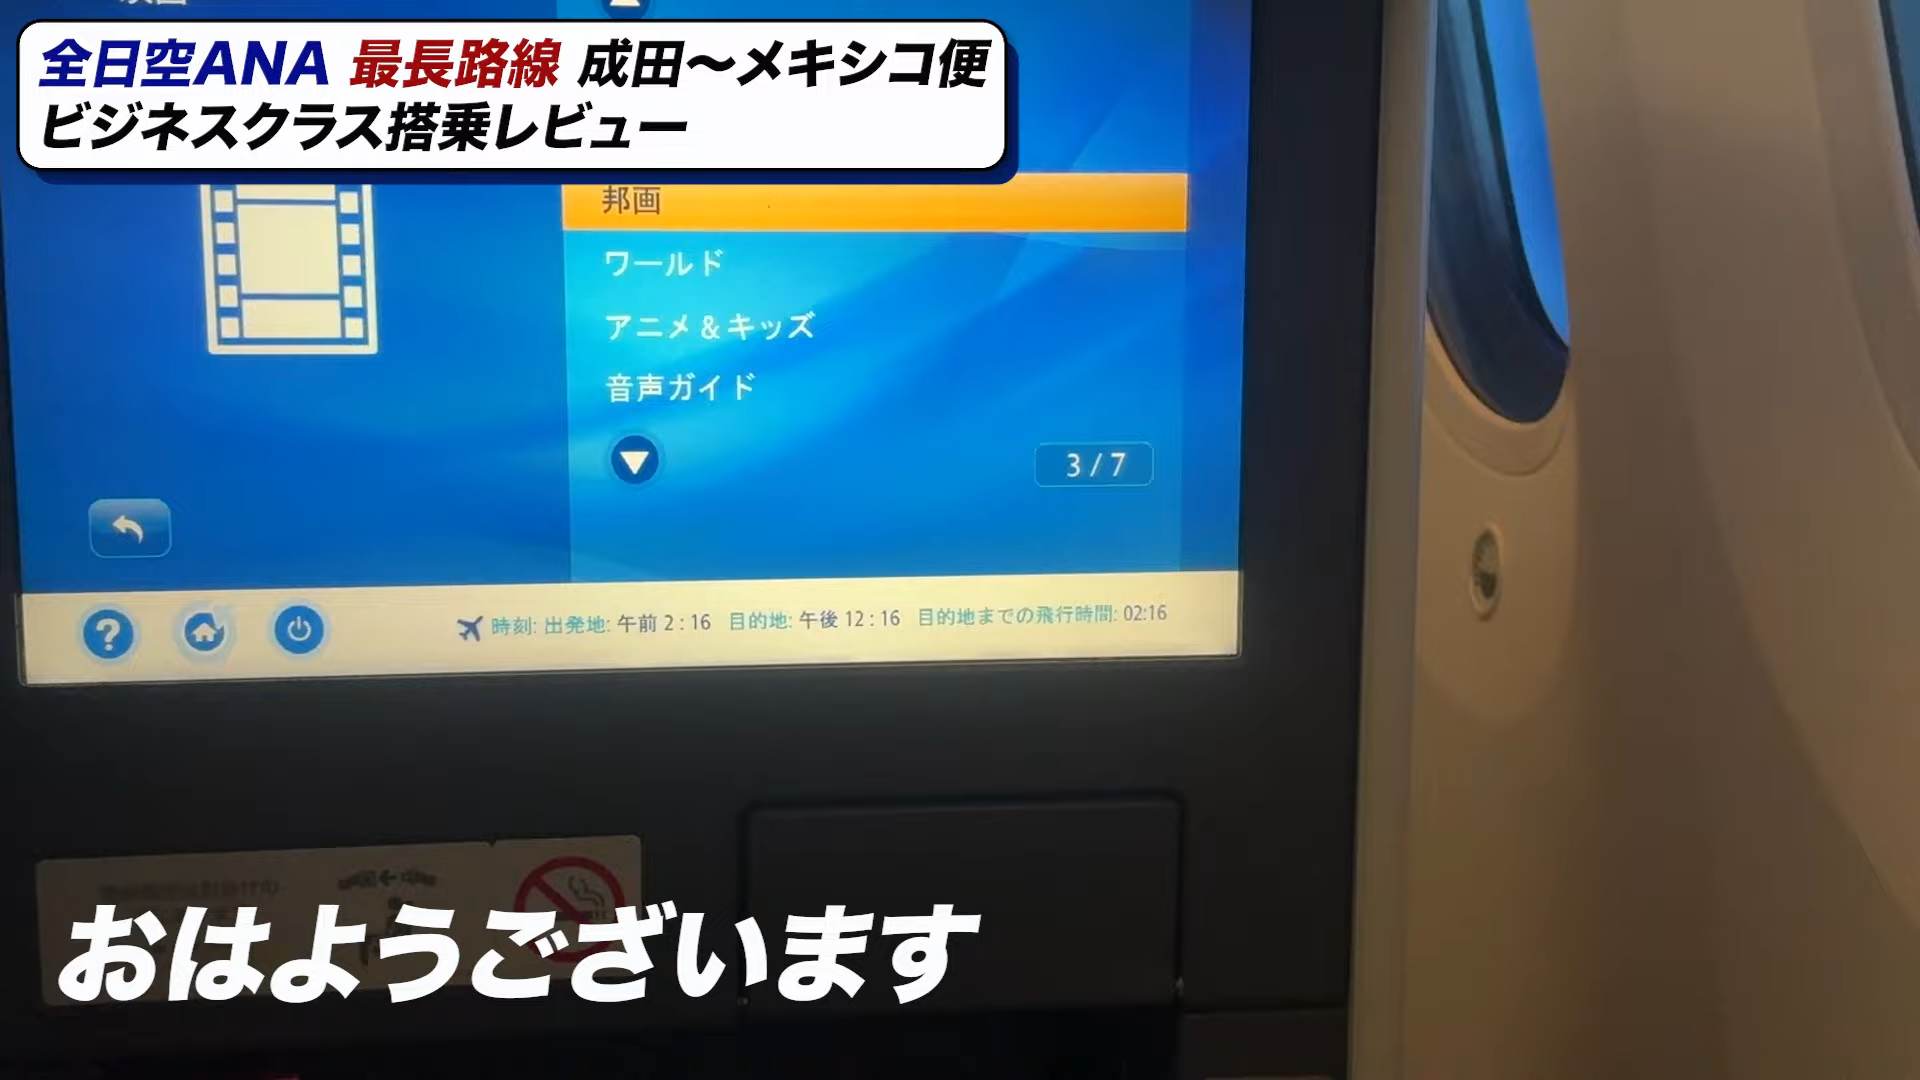 全日空ANA 最長路線 成田～メキシコ便
ビジネスクラス搭乗レビュー
邦画
ワールド
アニメ&キッズ
音声ガイド
3/7
? 時刻: 出発地: 午前 2:16 目的地: 午後 12:16 目的地までの飛行時間: 02:16
おはようございます